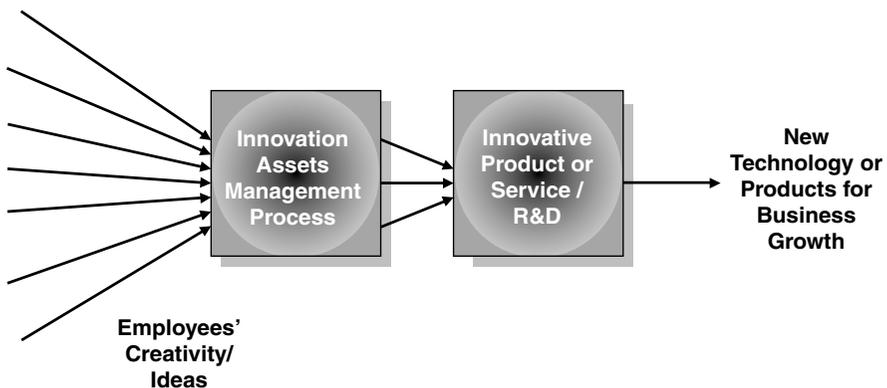 Innovation
Assets
Management
Process
Innovative
Product or
Service /
R&D
New
Technology or
Products for
Business
Growth
Employees’
Creativity/
Ideas